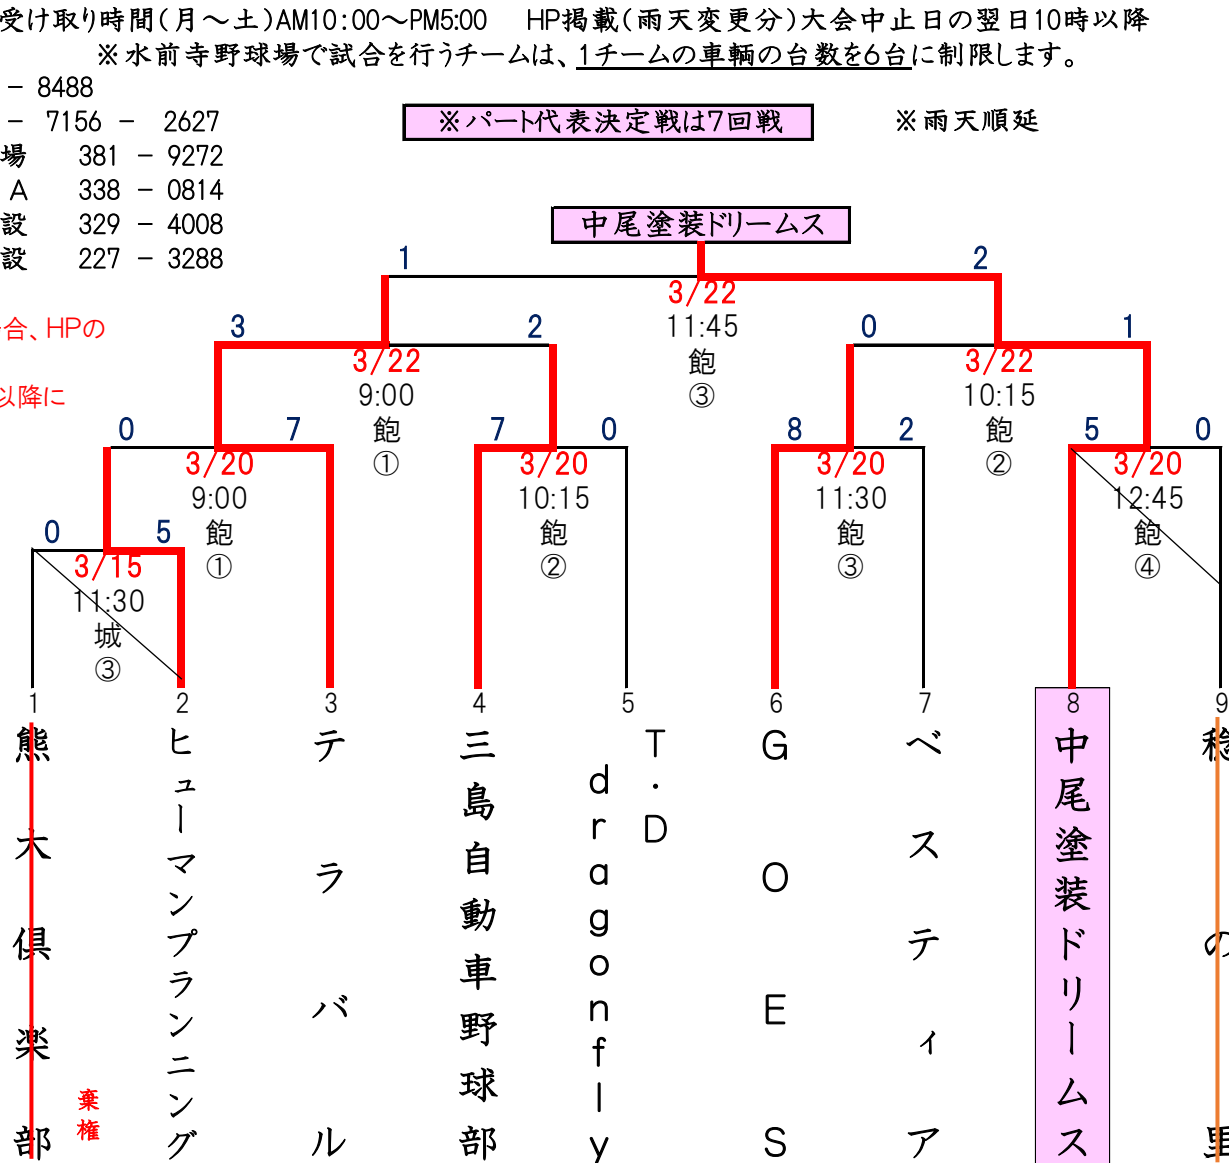 受け取り時間(月～土)AM10:00～PM5:00　HP掲載(雨天変更分)大会中止日の翌日10時以降
※水前寺野球場で試合を行うチームは、1チームの車輌の台数を6台に制限します。
－ 8488
－ 7156 － 2627
※パート代表決定戦は7回戦
※雨天順延
場 381 － 9272
A 338 － 0814
設 329 － 4008
設 227 － 3288
中尾塗装ドリームス
1
2
3/22
11:45
飽
③
合、HPの
以降に
3
2
3/22
9:00
飽
①
0
1
3/22
10:15
飽
②
0
7
3/20
9:00
飽
①
7
0
3/20
10:15
飽
②
8
2
3/20
11:30
飽
③
5
0
3/20
12:45
飽
④
0
5
3/15
11:30
城
③
1
2
3
4
5
6
7
8
9
熊大倶楽部
棄権
ヒューマンプランニング
テラバル
三島自動車野球部
T.D
dragonfly
GOES
ベスティア
中尾塗装ドリームス
穏の里